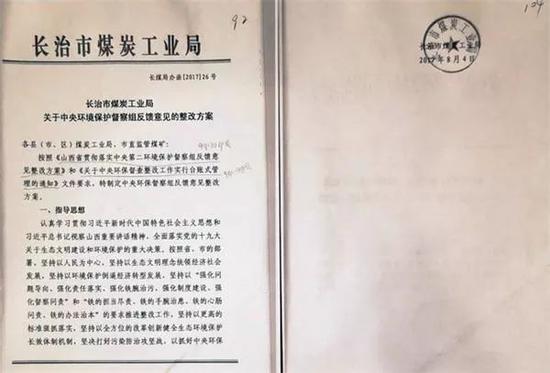 92
长治市煤炭工业局
长煤局办函[2017]26号
长治市煤炭工业局
关于中央环境保护督察组反馈意见的整改方案
各县（市、区）煤炭工业局，市直监管煤矿：
按照《山西省贯彻落实中央第二环境保护督察组反馈意
见整改方案》和《关于中央环保督查整改工作实行台账式
管理的通知》文件要求，特制定中央环保督察组反馈意见整改
方案。
一、指导思想
认真学习贯彻习近平新时代中国特色社会主义思想和
习近平总书记视察山西重要讲话精神，全面落实党的十九大
关于生态文明建设和环境保护的重大决策。按照省、市的部
署，坚持以人民为中心，坚持以生态文明理念统领经济社会
发展，坚持以环境保护倒逼经济转型发展，坚持以“强化问
题导向、强化责任落实、强化铁腕治污、强化制度建设、强
化督察问责”和“铁的担当尽责、铁的手腕治患、铁的心肠
问责、铁的办法治本”的要求推进整改工作，坚持以更高的
标准狠抓落实，坚持以全方位的改革创新健全生态环境保护
长效体制机制，坚决打好污染防治攻坚战，以抓好中央环保
长治市煤炭工业局
2017年8月4日